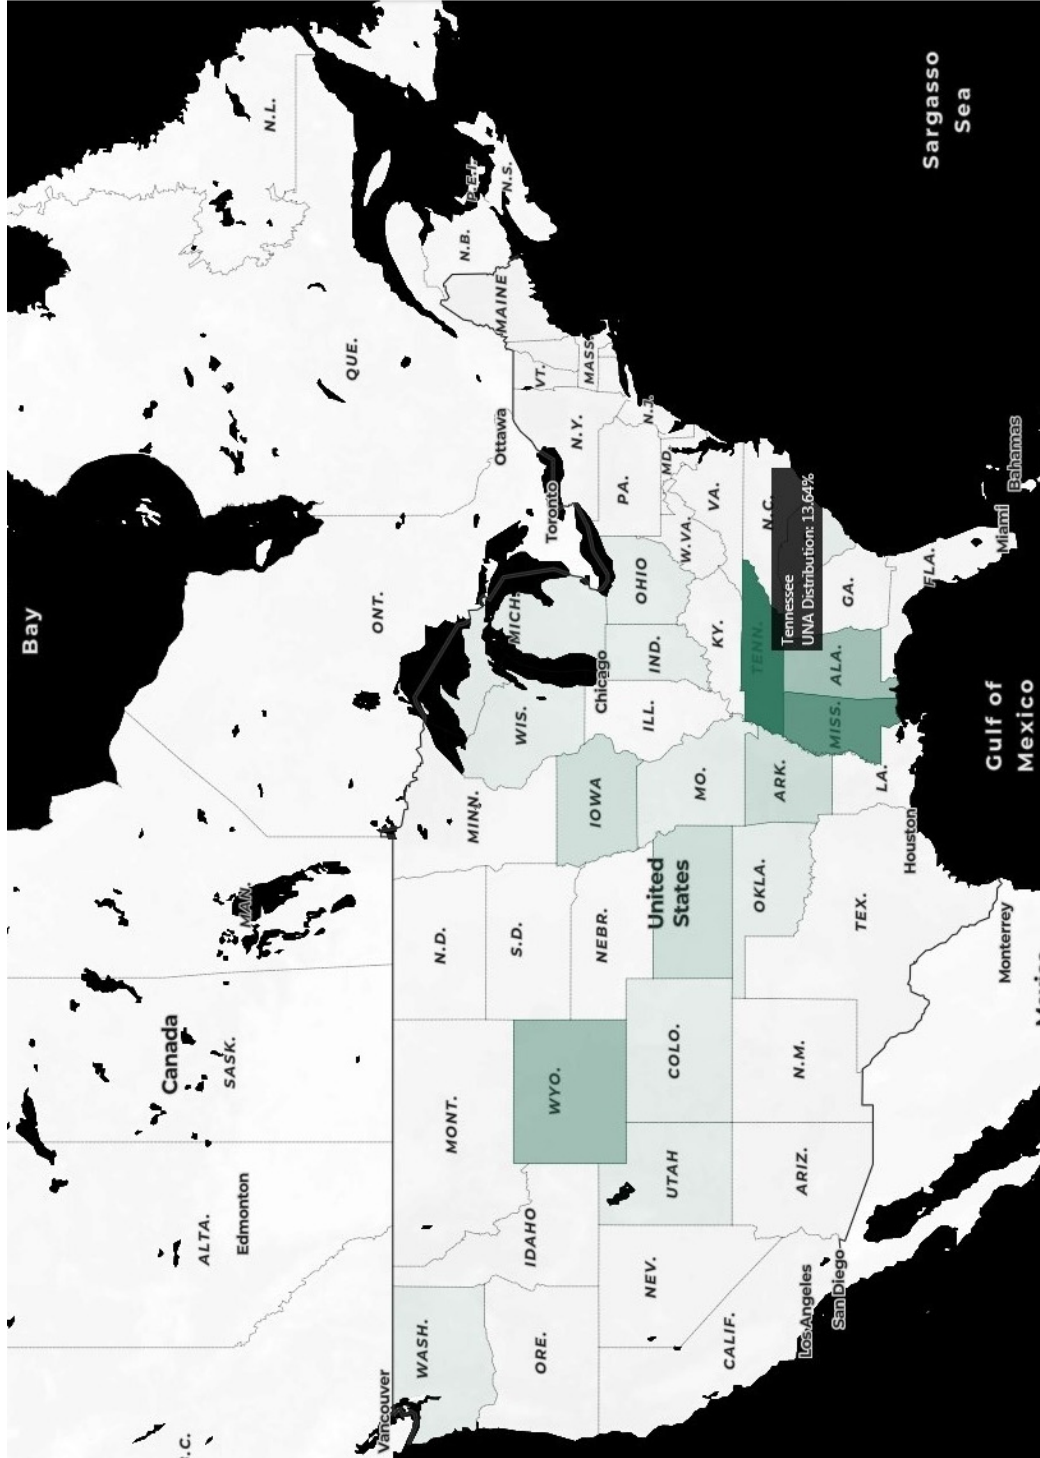 N.L.
QUE.
P.E.I.
N.S.
N.B.
MAINE
VT.
MASS.
Ottawa
N.Y.
Toronto
N.J.
PA.
MD.
VA.
W.VA.
N.C.
Sargasso
Sea
Bahamas
Miami
FLA.
GA.
Bay
ONT.
MICH.
OHIO
IND.
KY.
TENN.
Tennessee
UNA Distribution: 13.64%
ALA.
MISS.
Chicago
ILL.
WIS.
Gulf of
Mexico
MINN.
IOWA
MO.
ARK.
LA.
Houston
MAN.
N.D.
S.D.
NEBR.
United
States
OKLA.
TEX.
Monterrey
Canada
SASK.
MONT.
WYO.
COLO.
N.M.
ALTA.
Edmonton
IDAHO
UTAH
ARIZ.
NEV.
WASH.
ORE.
CALIF.
Los Angeles
San Diego
Vancouver